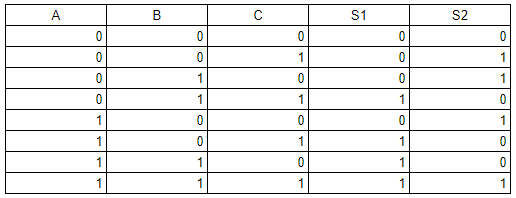 A B C S1 S2
0 0 0 0 0
0 0 1 0 1
0 1 0 0 1
0 1 1 1 0
1 0 0 0 1
1 0 1 1 0
1 1 0 1 0
1 1 1 1 1